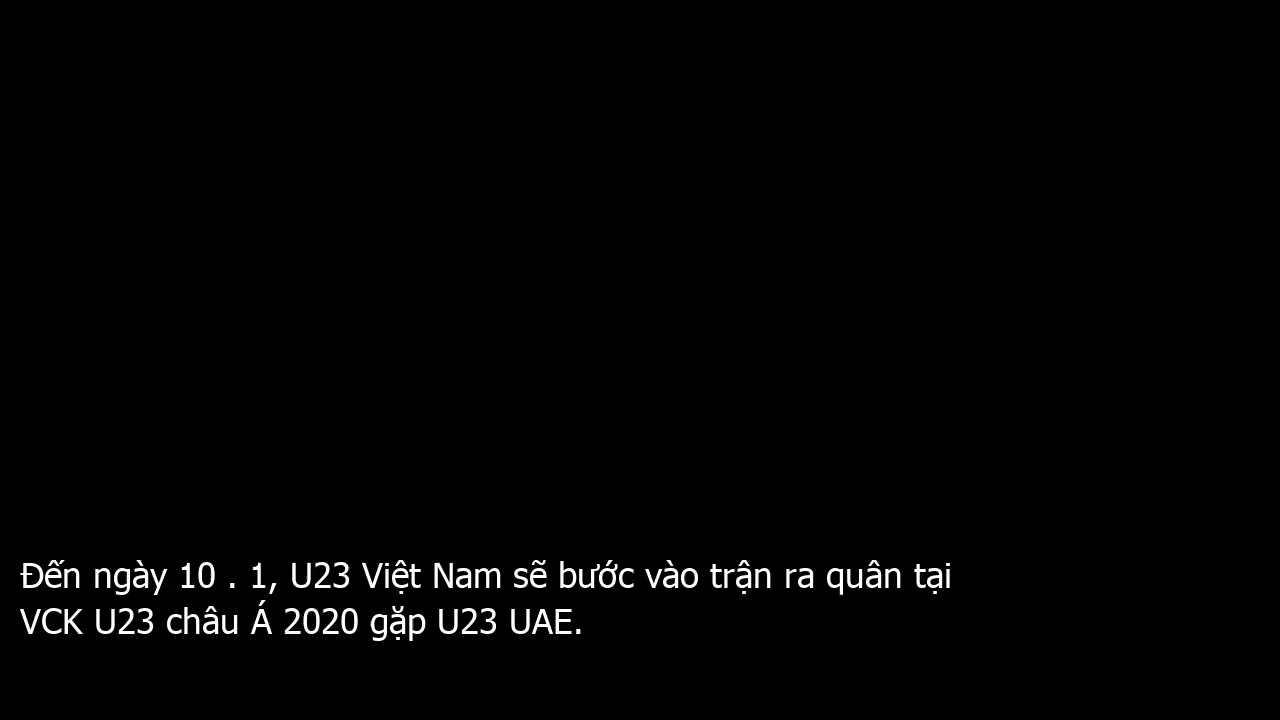 Đến ngày 10 . 1, U23 Việt Nam sẽ bước vào trận ra quân tại
VCK U23 châu Á 2020 gặp U23 UAE.